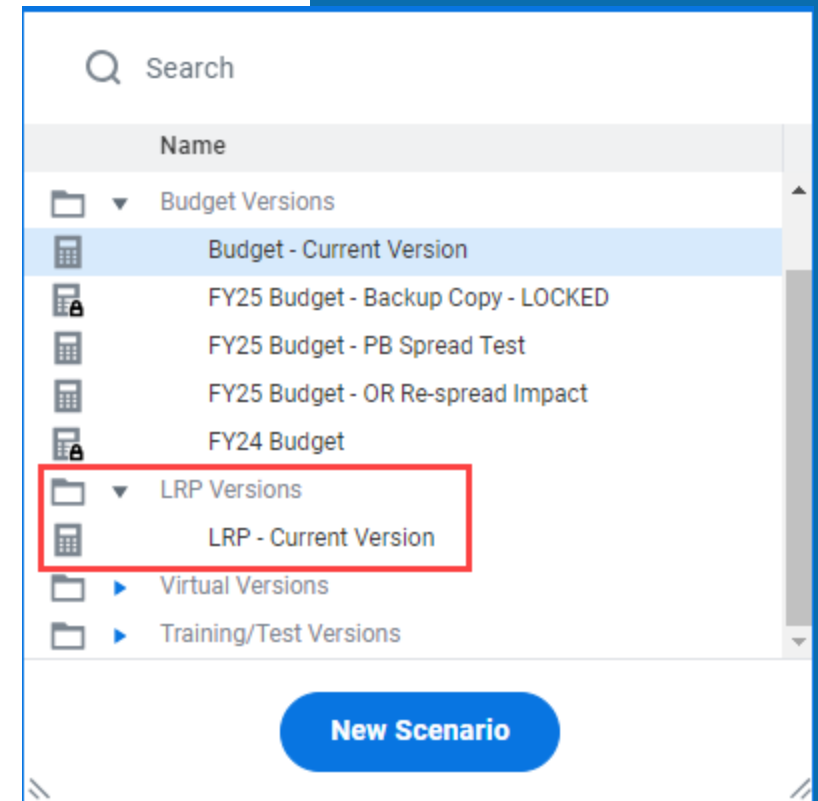 Search
Name
Budget Versions
Budget - Current Version
FY25 Budget - Backup Copy - LOCKED
FY25 Budget - PB Spread Test
FY25 Budget - OR Re-spread Impact
FY24 Budget
LRP Versions
LRP - Current Version
Virtual Versions
Training/Test Versions
New Scenario